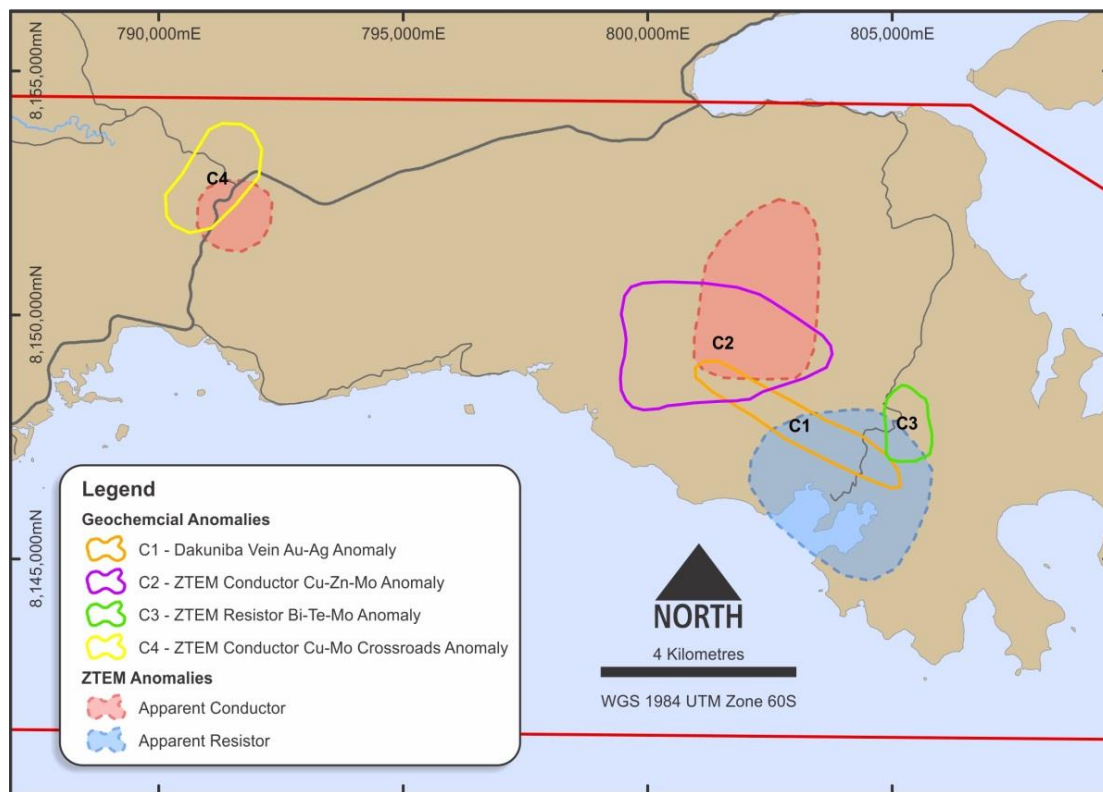 790,000mE
795,000mE
800,000mE
805,000mE
8,155,000mN
8,150,000mN
8,145,000mN
C4
C2
C1
C3
Legend
Geochemcial Anomalies
C1 - Dakuniba Vein Au-Ag Anomaly
C2 - ZTEM Conductor Cu-Zn-Mo Anomaly
C3 - ZTEM Resistor Bi-Te-Mo Anomaly
C4 - ZTEM Conductor Cu-Mo Crossroads Anomaly
ZTEM Anomalies
Apparent Conductor
Apparent Resistor
NORTH
4 Kilometres
WGS 1984 UTM Zone 60S